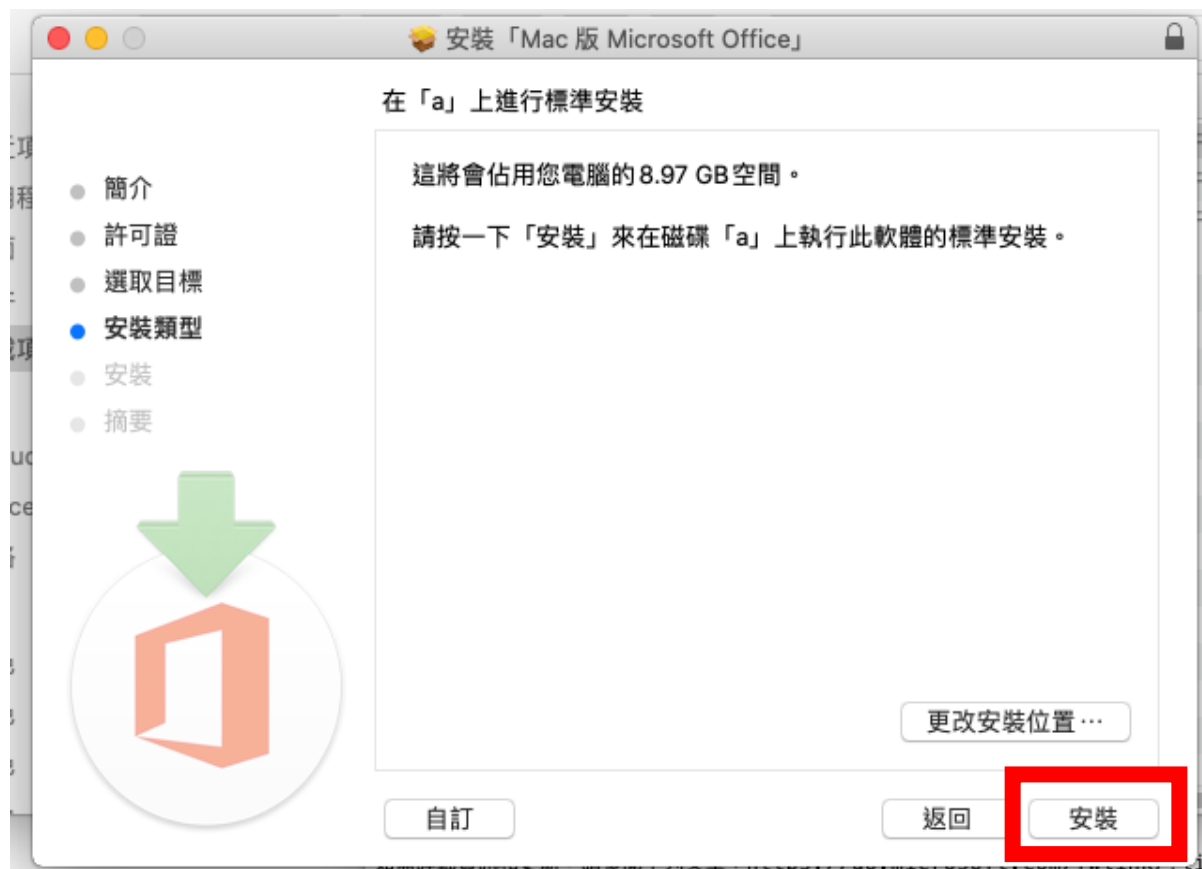 安裝「Mac 版 Microsoft Office」
在「a」上進行標準安裝
簡介
許可證
選取目標
安裝類型
安裝
摘要
這將會佔用您電腦的 8.97 GB 空間。
請按一下「安裝」來在磁碟「a」上執行此軟體的標準安裝。
更改安裝位置⋯
自訂
返回
安裝